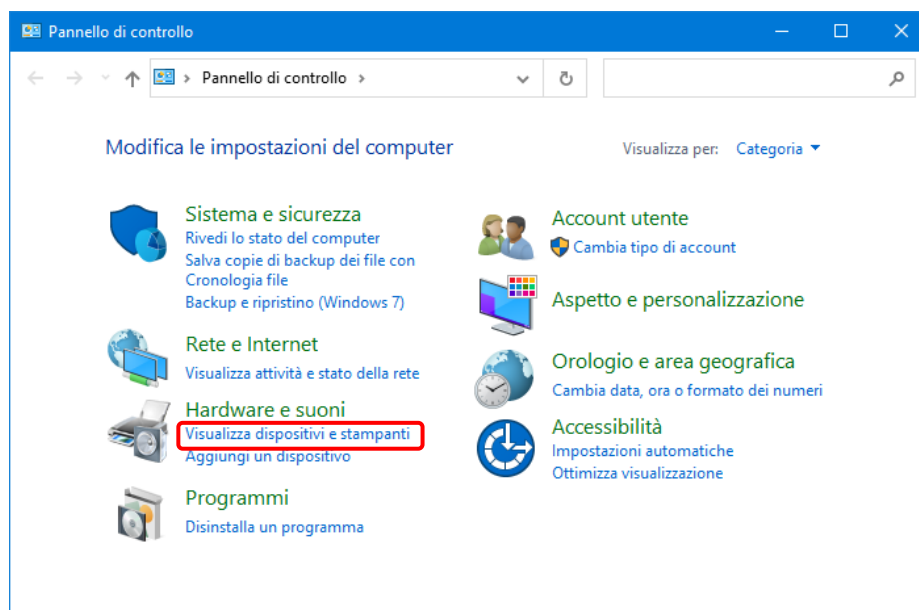 Pannello di controllo
Pannello di controllo
Modifica le impostazioni del computer
Visualizza per: Categoria
Sistema e sicurezza
Rivedi lo stato del computer
Salva copie di backup dei file con
Cronologia file
Backup e ripristino (Windows 7)
Rete e Internet
Visualizza attività e stato della rete
Hardware e suoni
Visualizza dispositivi e stampanti
Aggiungi un dispositivo
Programmi
Disinstalla un programma
Account utente
Cambia tipo di account
Aspetto e personalizzazione
Orologio e area geografica
Cambia data, ora o formato dei numeri
Accessibilità
Impostazioni automatiche
Ottimizza visualizzazione